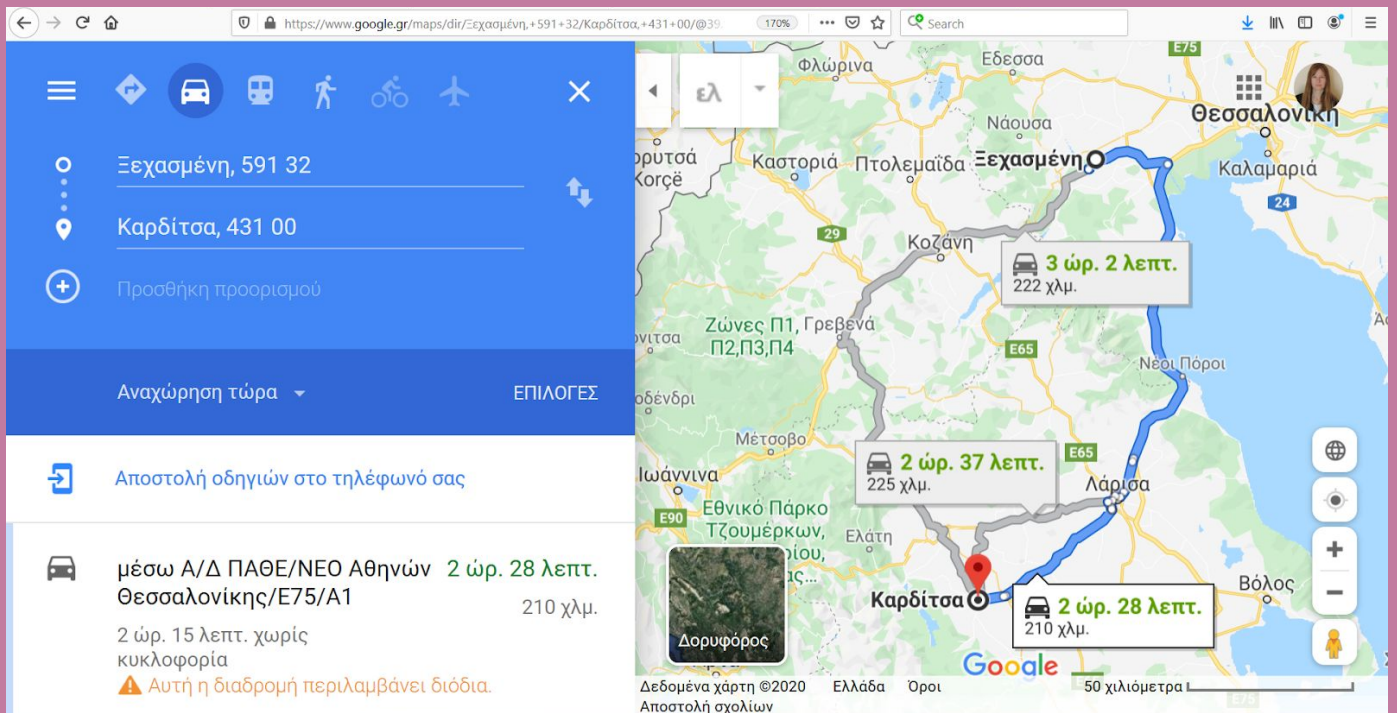 https://www.google.gr/maps/dir/Ξεχασμένη,+591+32/Καρδίτσα,+431+00/@39
170%
Search
Ξεχασμένη, 591 32
Καρδίτσα, 431 00
Προσθήκη προορισμού
Αναχώρηση τώρα
ΕΠΙΛΟΓΕΣ
Αποστολή οδηγιών στο τηλέφωνό σας
μέσω Α/Δ ΠΑΘΕ/ΝΕΟ Αθηνών
Θεσσαλονίκης/Ε75/Α1
2 ώρ. 28 λεπτ.
210 χλμ.
2 ώρ. 15 λεπτ. χωρίς
κυκλοφορία
Αυτή η διαδρομή περιλαμβάνει διόδια.
ελ
Φλώρινα
Έδεσσα
E75
Θεσσαλονίκη
Νάουσα
Καλαμαριά
Korçë
Καστοριά
Πτολεμαΐδα
Ξεχασμένη
24
29
Κοζάνη
3 ώρ. 2 λεπτ.
222 χλμ.
Ζώνες Π1,
Π2,Π3,Π4
Γρεβενά
E65
Νέοι Πόροι
Μέτσοβο
2 ώρ. 37 λεπτ.
225 χλμ.
E65
Λάρισα
Ιωάννινα
E90
Εθνικό Πάρκο
Τζουμέρκων,
Ελάτη
Βόλος
Καρδίτσα
2 ώρ. 28 λεπτ.
210 χλμ.
Δορυφόρος
Google
Δεδομένα χάρτη ©2020
Ελλάδα
Όροι
50 χιλιόμετρα
Αποστολή σχολίων
E75